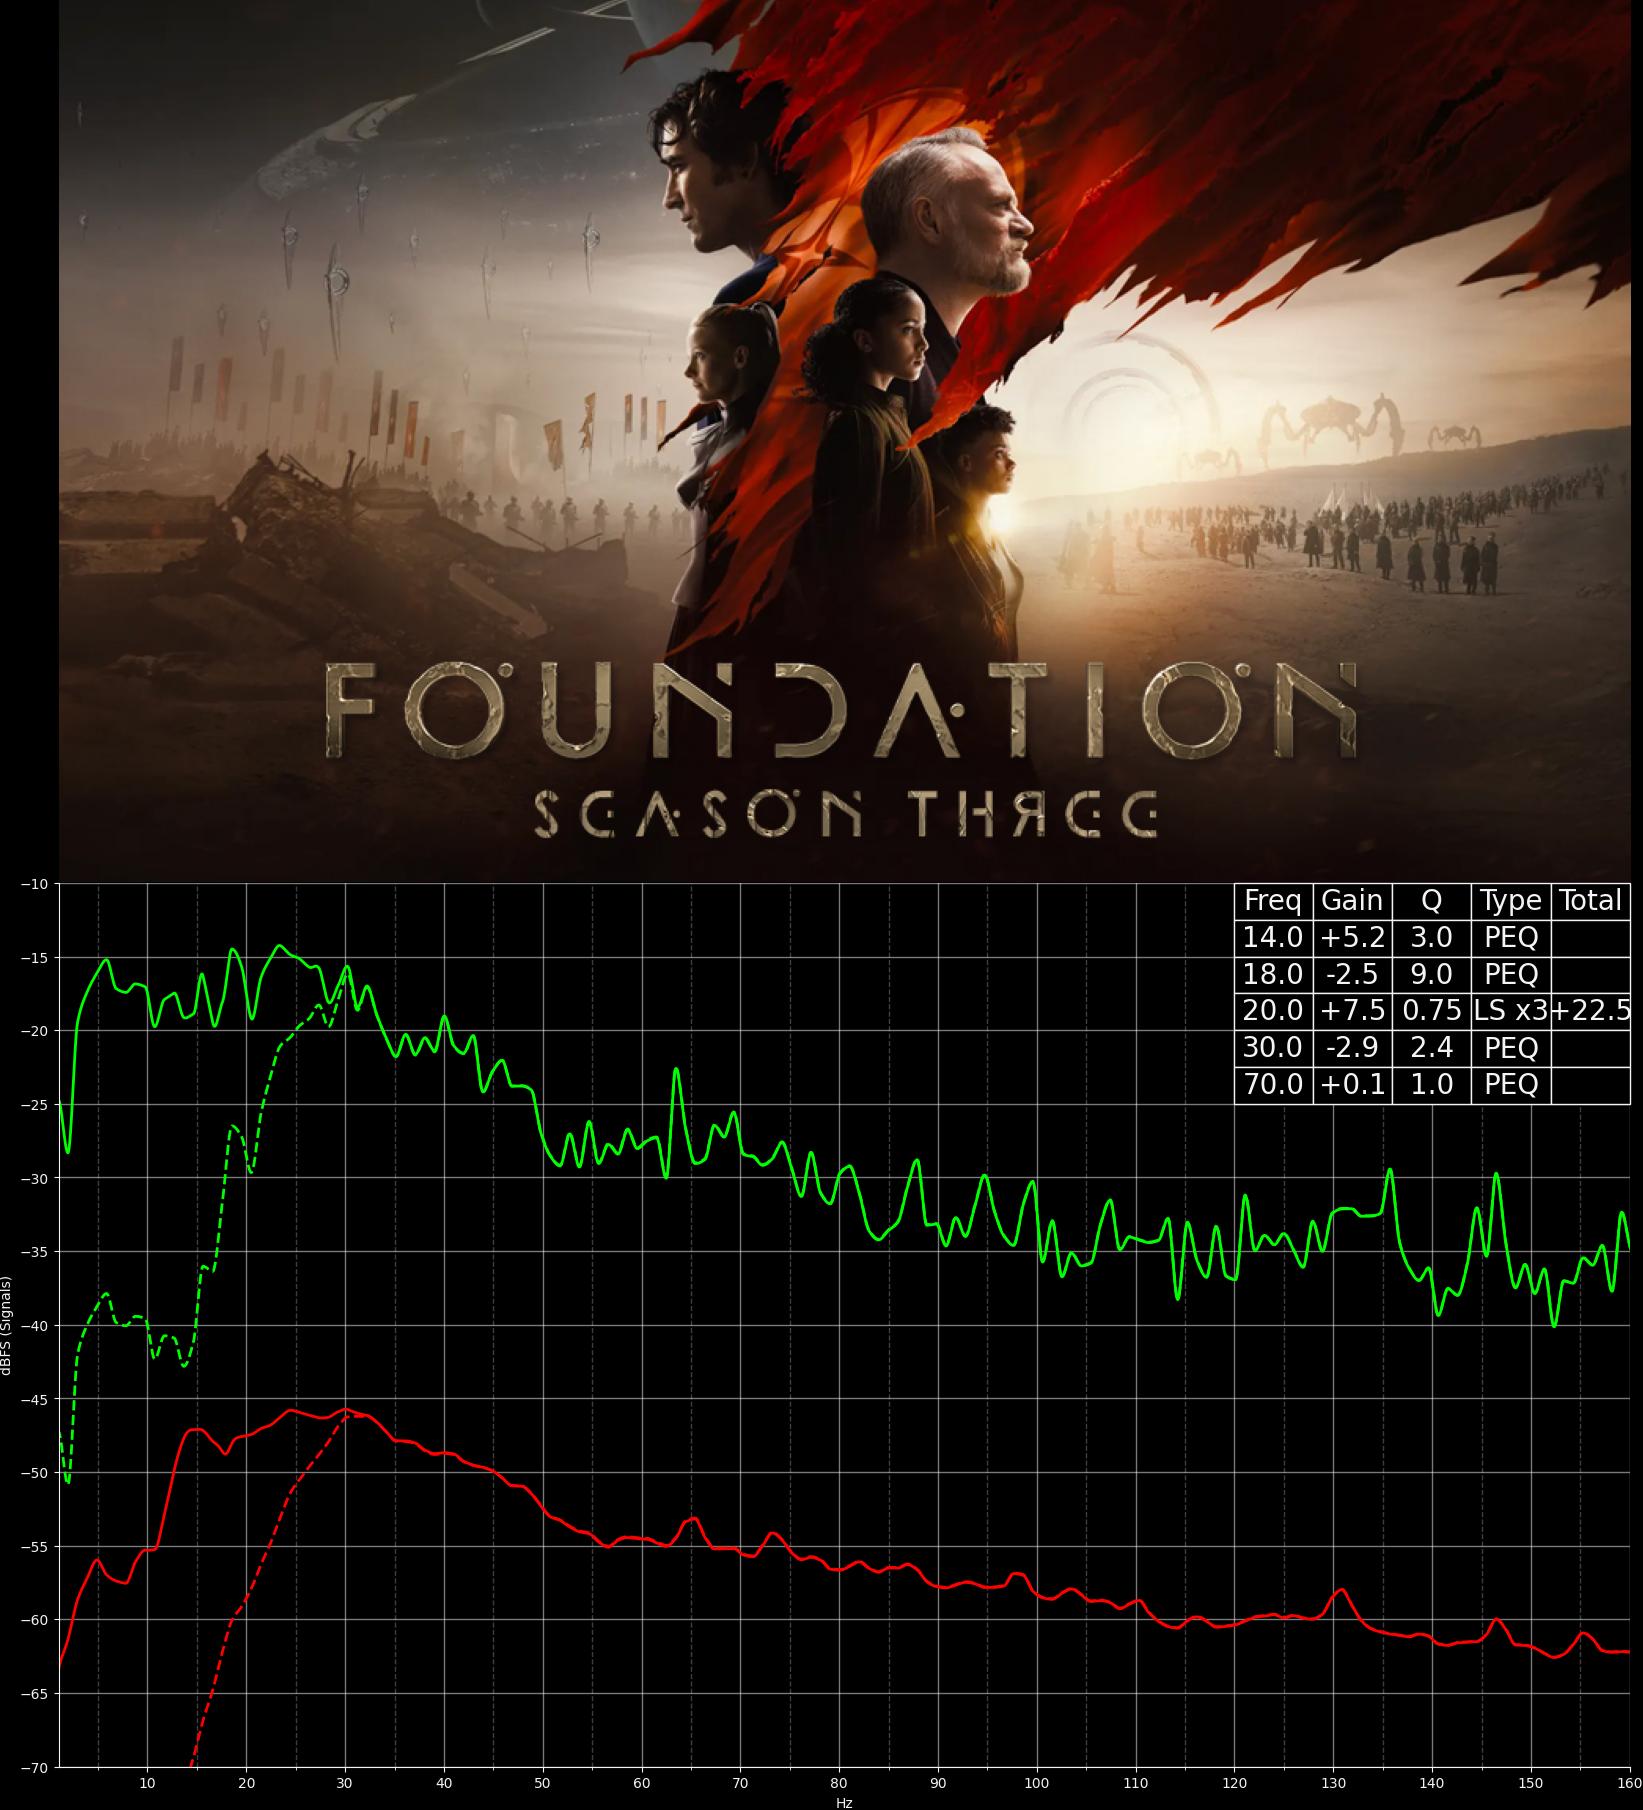 FOUNDATION
SEASON THREE
Freq Gain Q Type Total
14.0 +5.2 3.0 PEQ
18.0 -2.5 9.0 PEQ
20.0 +7.5 0.75 LS x3 +22.5
30.0 -2.9 2.4 PEQ
70.0 +0.1 1.0 PEQ
−10
−15
−20
−25
−30
−35
−40
−45
−50
−55
−60
−65
−70
dBFS (Signals)
10 20 30 40 50 60 70 80 90 100 110 120 130 140 150 160
Hz